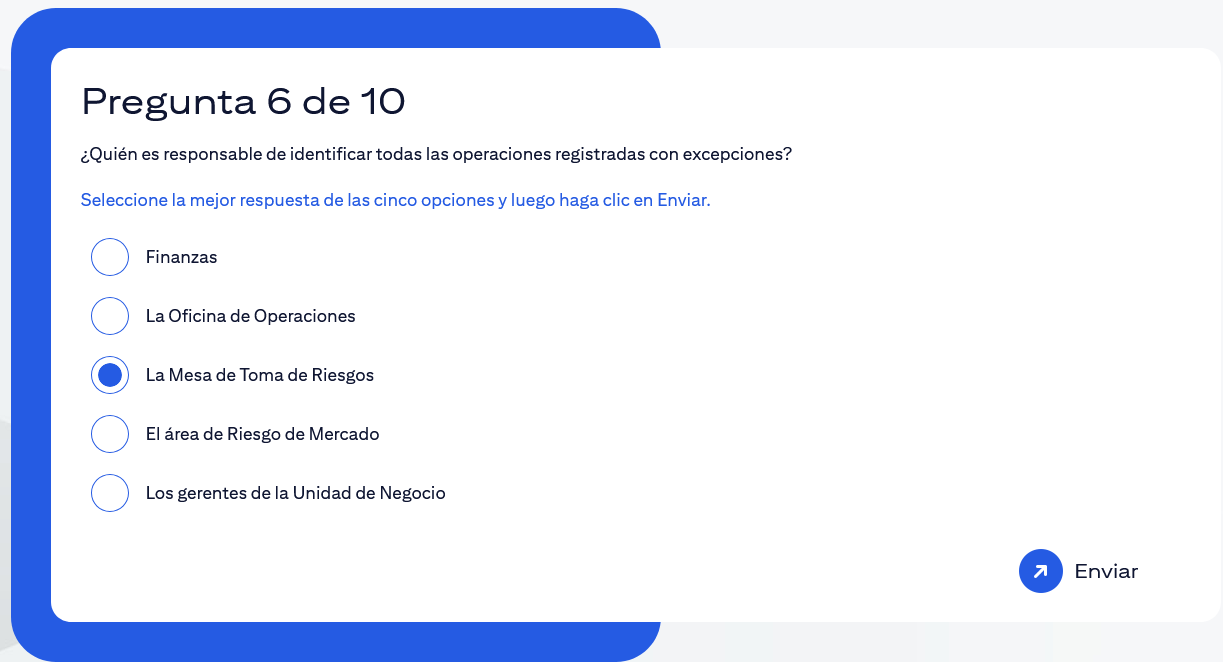 Pregunta 6 de 10
¿Quién es responsable de identificar todas las operaciones registradas con excepciones?
Seleccione la mejor respuesta de las cinco opciones y luego haga clic en Enviar.
Finanzas
La Oficina de Operaciones
La Mesa de Toma de Riesgos
El área de Riesgo de Mercado
Los gerentes de la Unidad de Negocio
Enviar